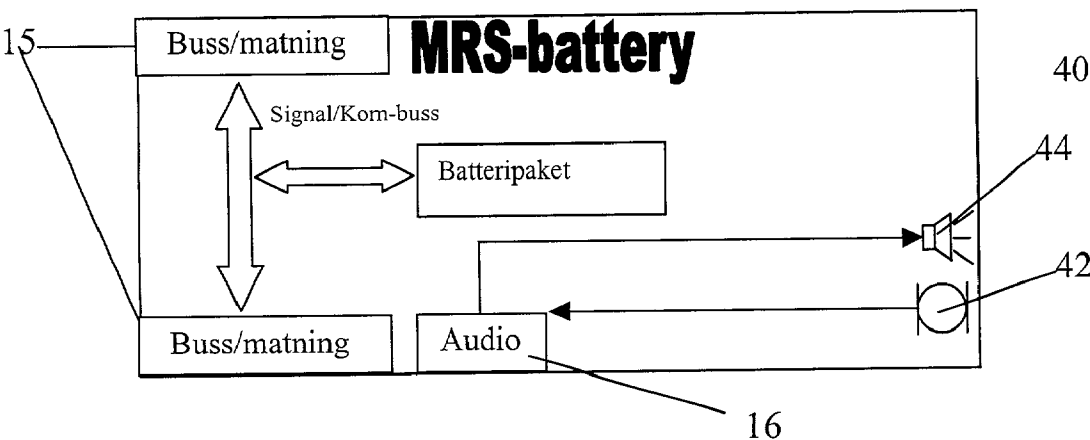 15
Buss/matning
MRS-battery
40
Signal/Kom-buss
44
Batteripaket
42
Buss/matning
Audio
16